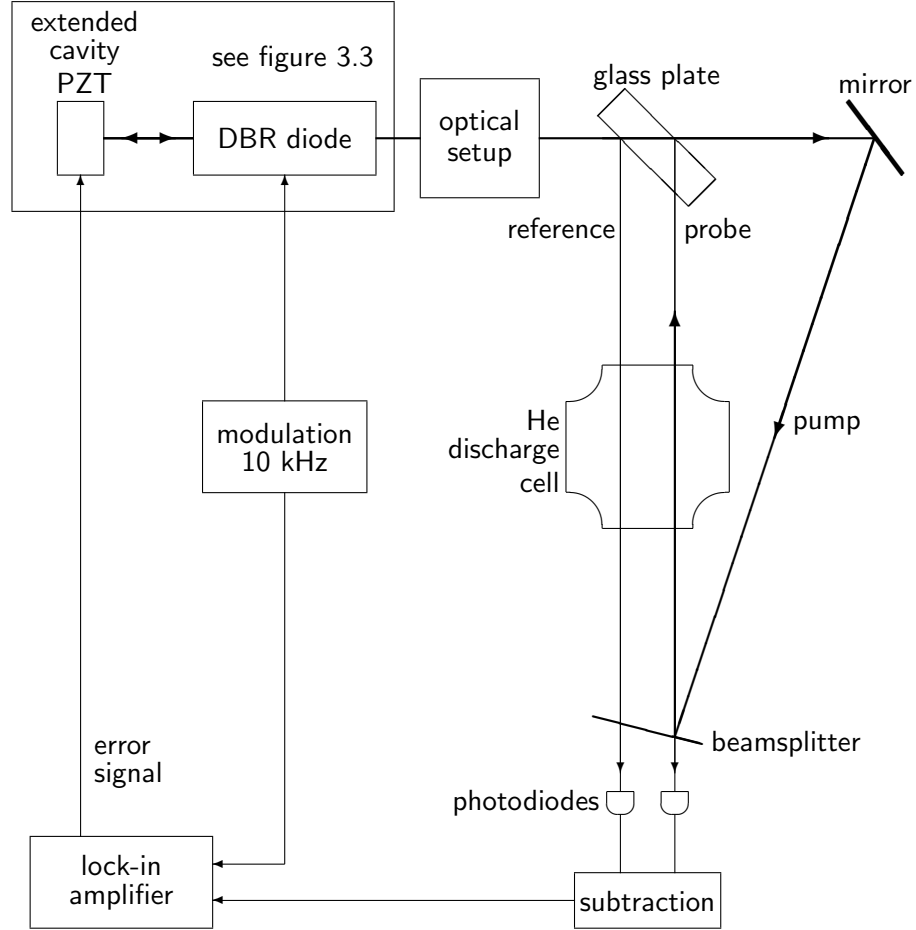 extended
cavity
PZT
see figure 3.3
DBR diode
optical
setup
glass plate
mirror
reference
probe
modulation
10 kHz
He
discharge
cell
pump
error
signal
beamsplitter
photodiodes
lock-in
amplifier
subtraction